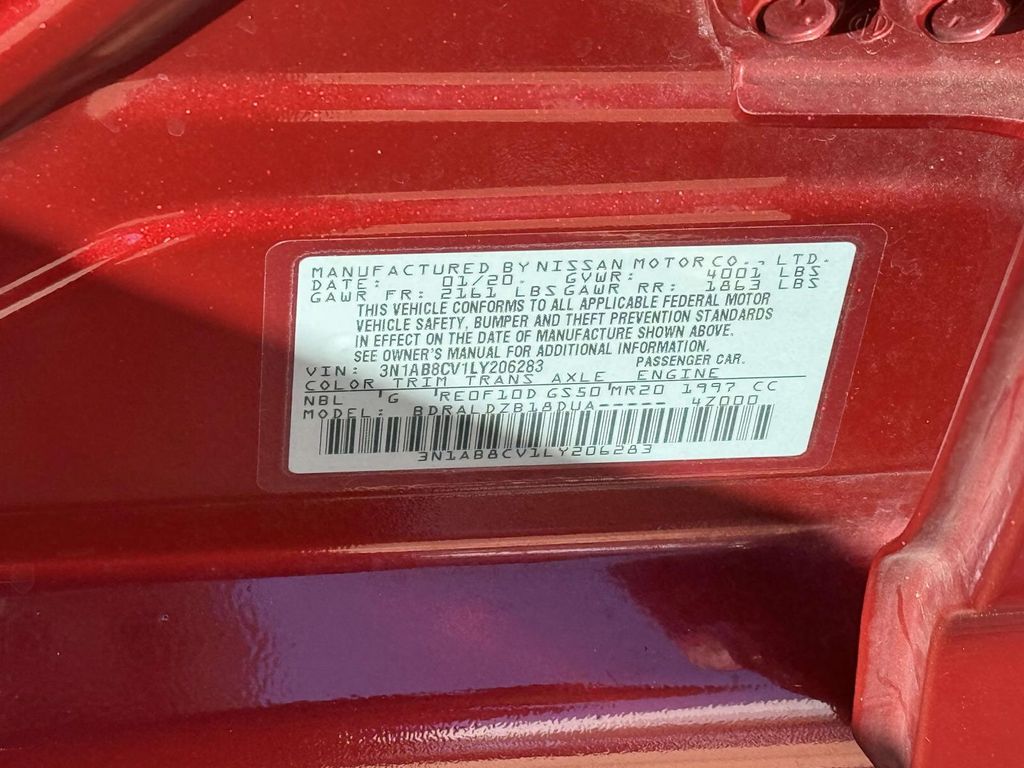 MANUFACTURED BY NISSAN MOTOR CO., LTD.
DATE: 01/20. GVWR: 4001 LBS
GAWR FR: 2161 LBS GAWR RR: 1863 LBS
THIS VEHICLE CONFORMS TO ALL APPLICABLE FEDERAL MOTOR
VEHICLE SAFETY, BUMPER AND THEFT PREVENTION STANDARDS
IN EFFECT ON THE DATE OF MANUFACTURE SHOWN ABOVE.
SEE OWNER'S MANUAL FOR ADDITIONAL INFORMATION.
VIN: 3N1AB8CV1LY206283 PASSENGER CAR.
COLOR TRIM TRANS AXLE ENGINE
NBL 'G 'RE0F10D GS50'MR20 1997 CC
MODEL: BDRALDZB18DUA----- 4Z000
3N1AB8CV1LY206283